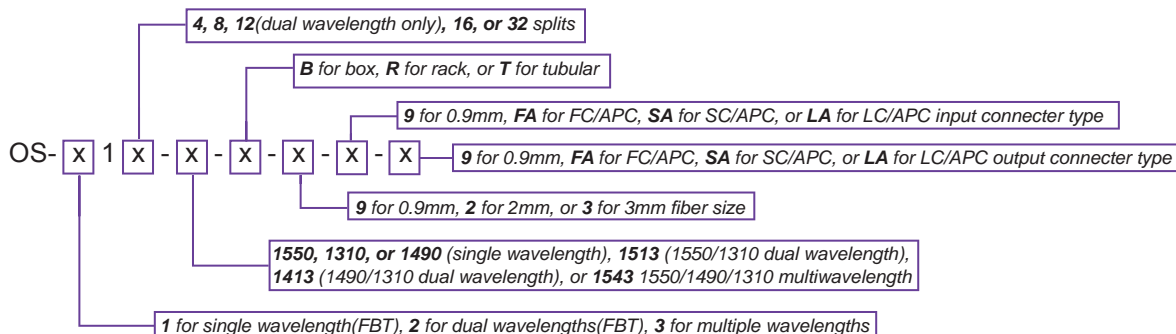 4, 8, 12(dual wavelength only), 16, or 32 splits
B for box, R for rack, or T for tubular
9 for 0.9mm, FA for FC/APC, SA for SC/APC, or LA for LC/APC input connecter type
OS- x 1 x - x - x - x - x - x
9 for 0.9mm, FA for FC/APC, SA for SC/APC, or LA for LC/APC output connecter type
9 for 0.9mm, 2 for 2mm, or 3 for 3mm fiber size
1550, 1310, or 1490 (single wavelength), 1513 (1550/1310 dual wavelength),
1413 (1490/1310 dual wavelength), or 1543 1550/1490/1310 multiwavelength
1 for single wavelength(FBT), 2 for dual wavelengths(FBT), 3 for multiple wavelengths